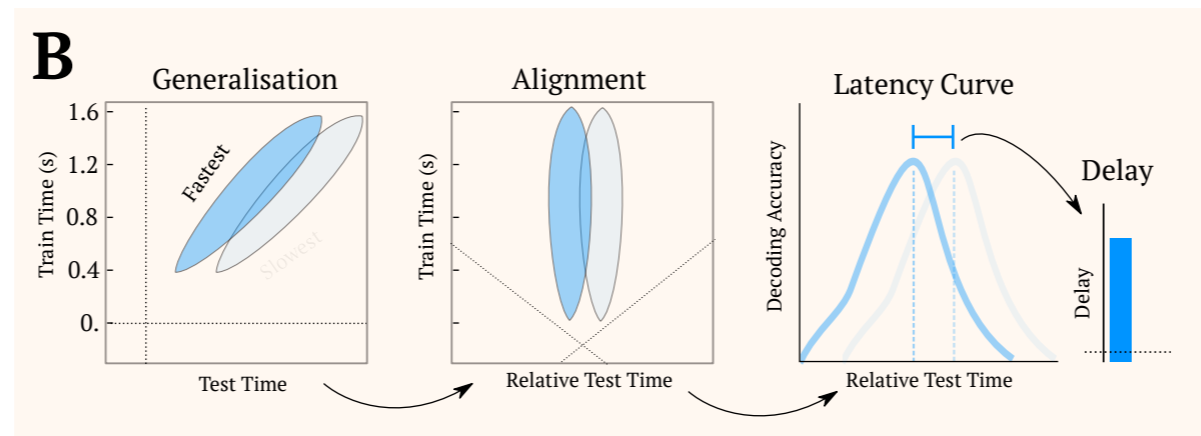 B
Generalisation
Train Time (s)
1.6
1.2
0.8
0.4
0.
Fastest
Slowest
Test Time
Alignment
Train Time (s)
Relative Test Time
Latency Curve
Decoding Accuracy
Relative Test Time
Delay
Delay